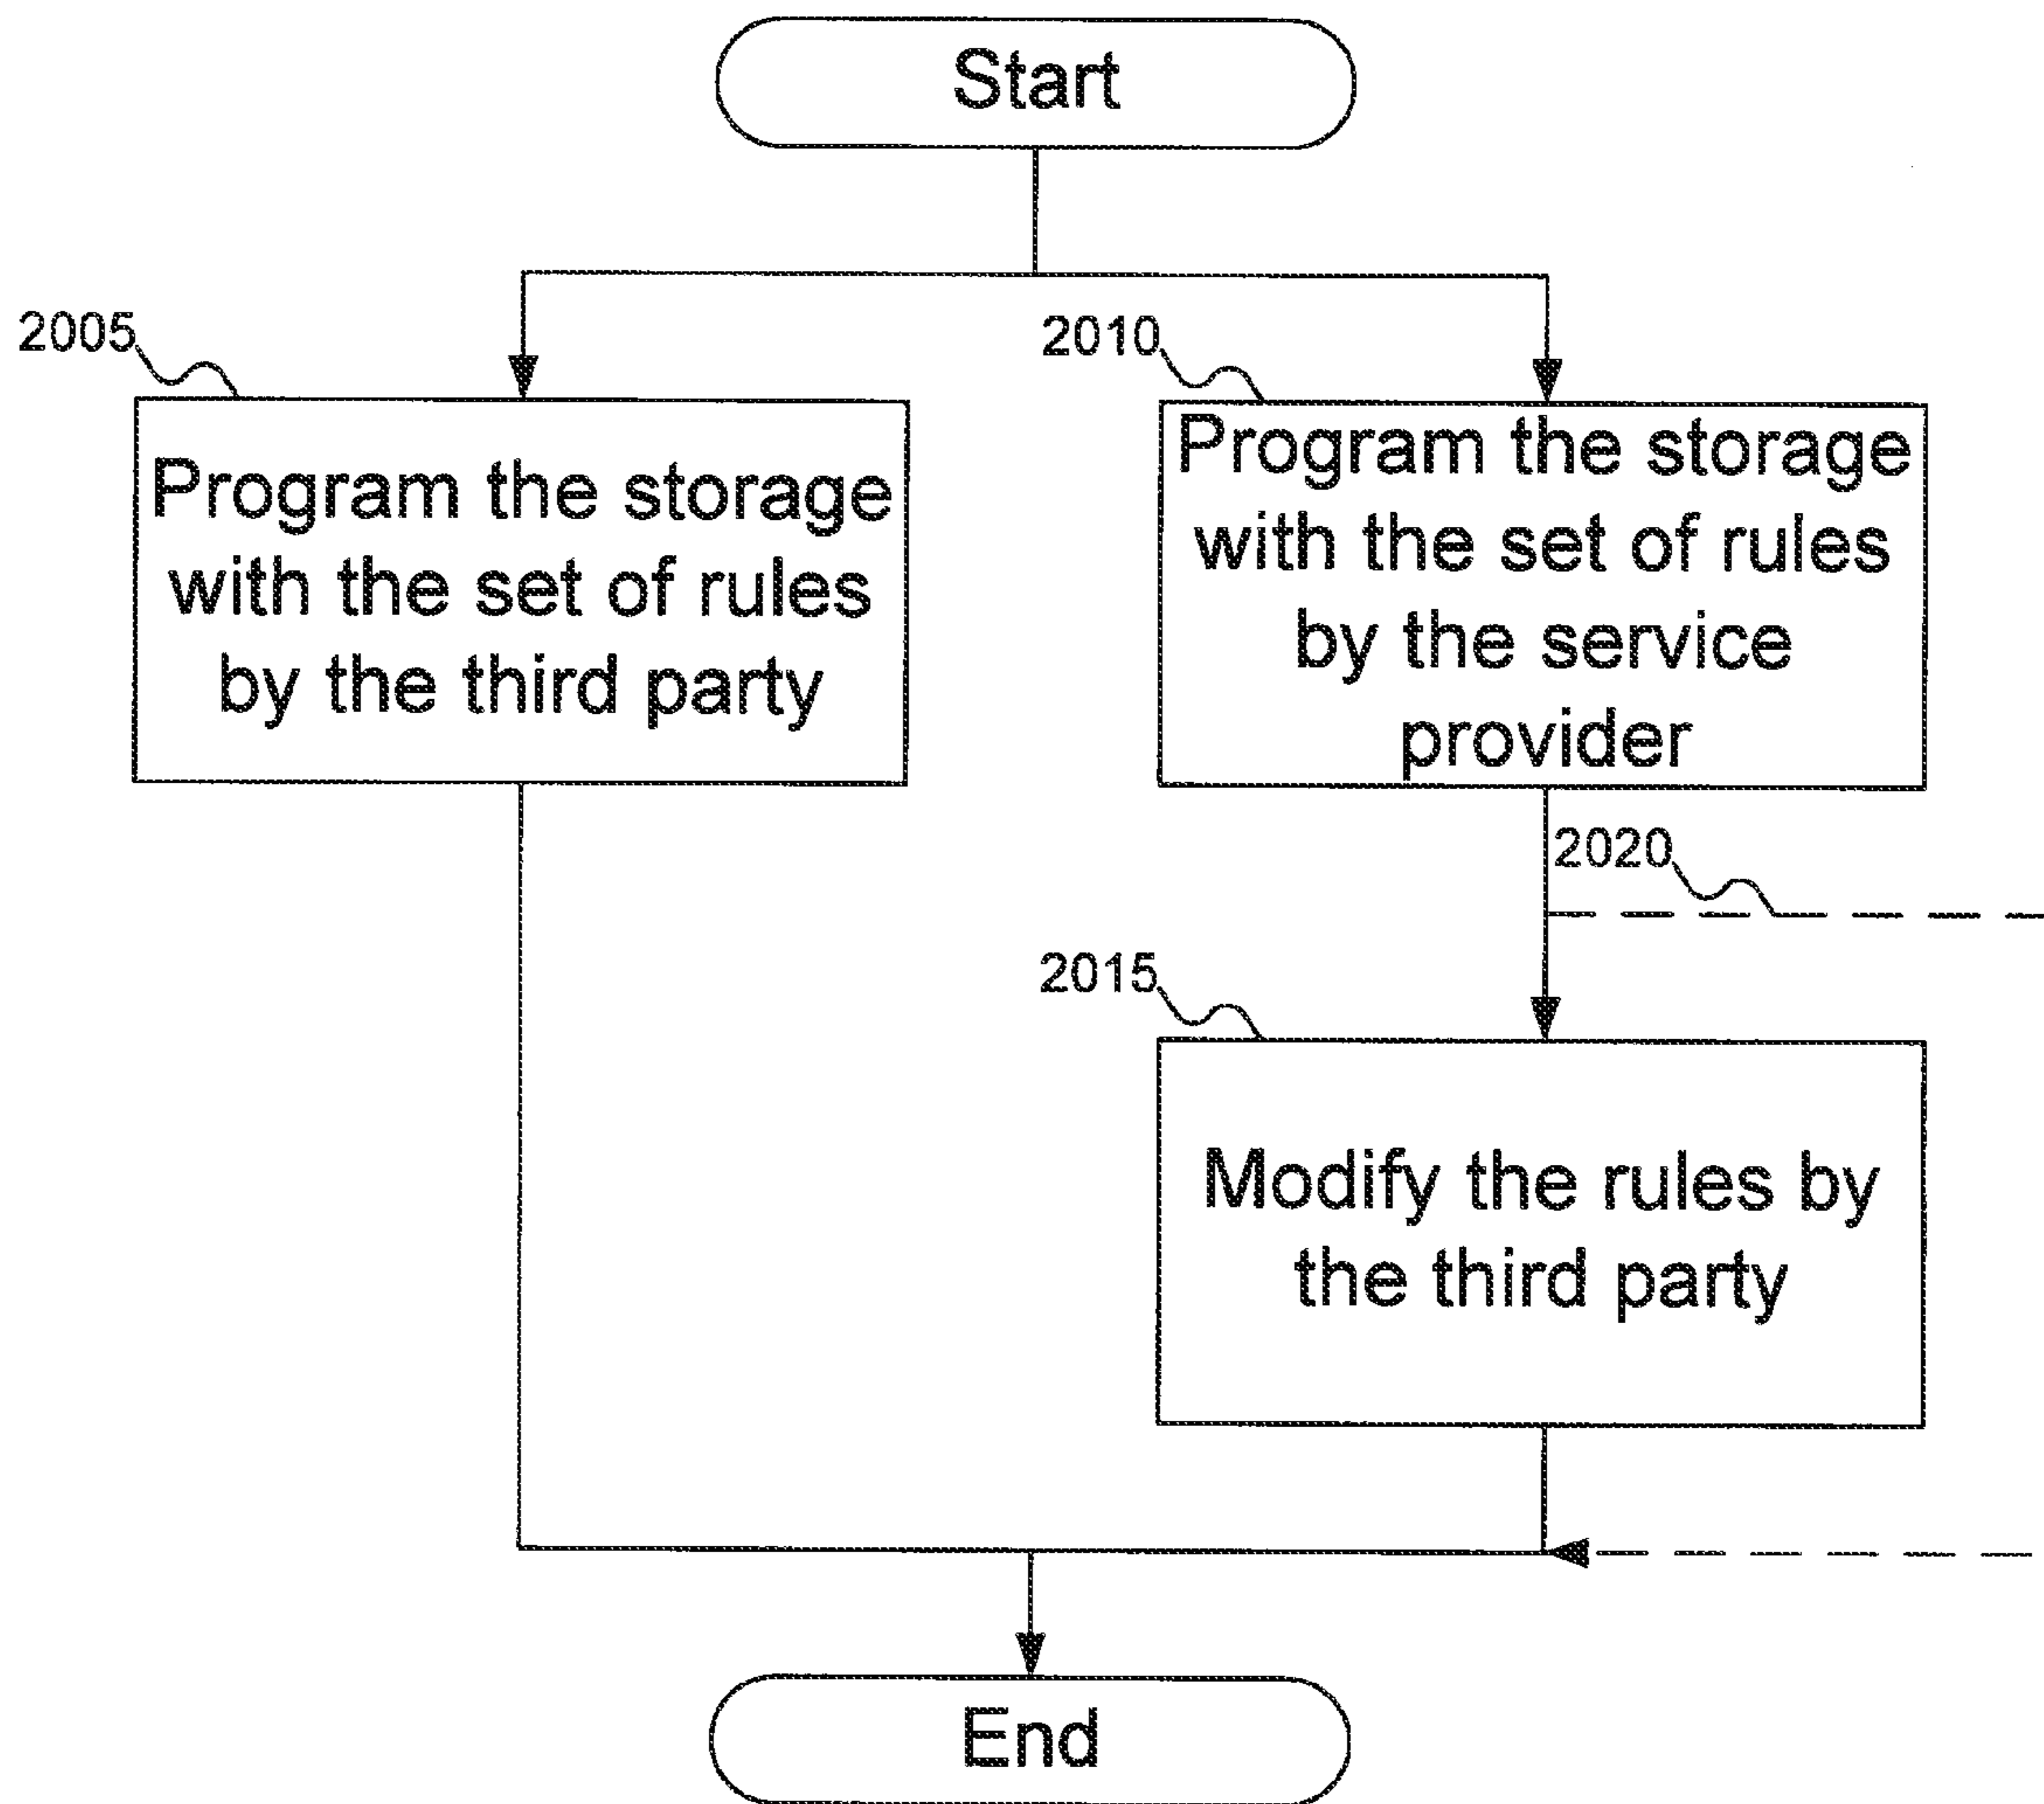 Start
2005
2010
Program the storage
with the set of rules
by the third party
Program the storage
with the set of rules
by the service
provider
2020
2015
Modify the rules by
the third party
End